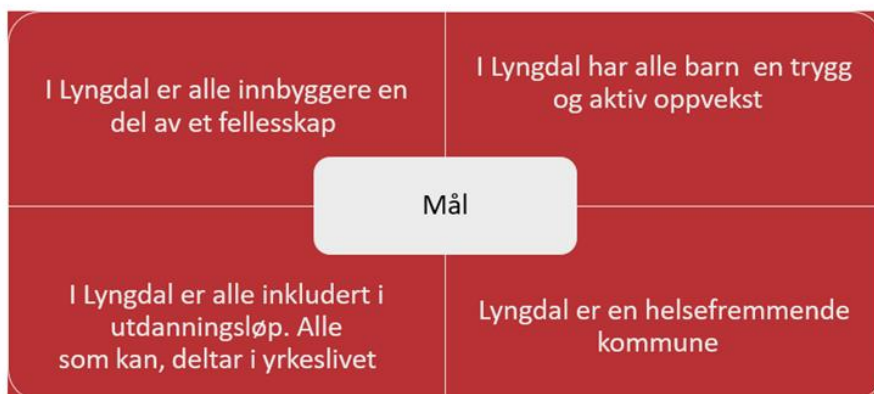 I Lyngdal er alle innbyggere en
del av et fellesskap
I Lyngdal har alle barn en trygg
og aktiv oppvekst
Mål
I Lyngdal er alle inkludert i
utdanningsløp. Alle
som kan, deltar i yrkeslivet
Lyngdal er en helsefremmende
kommune